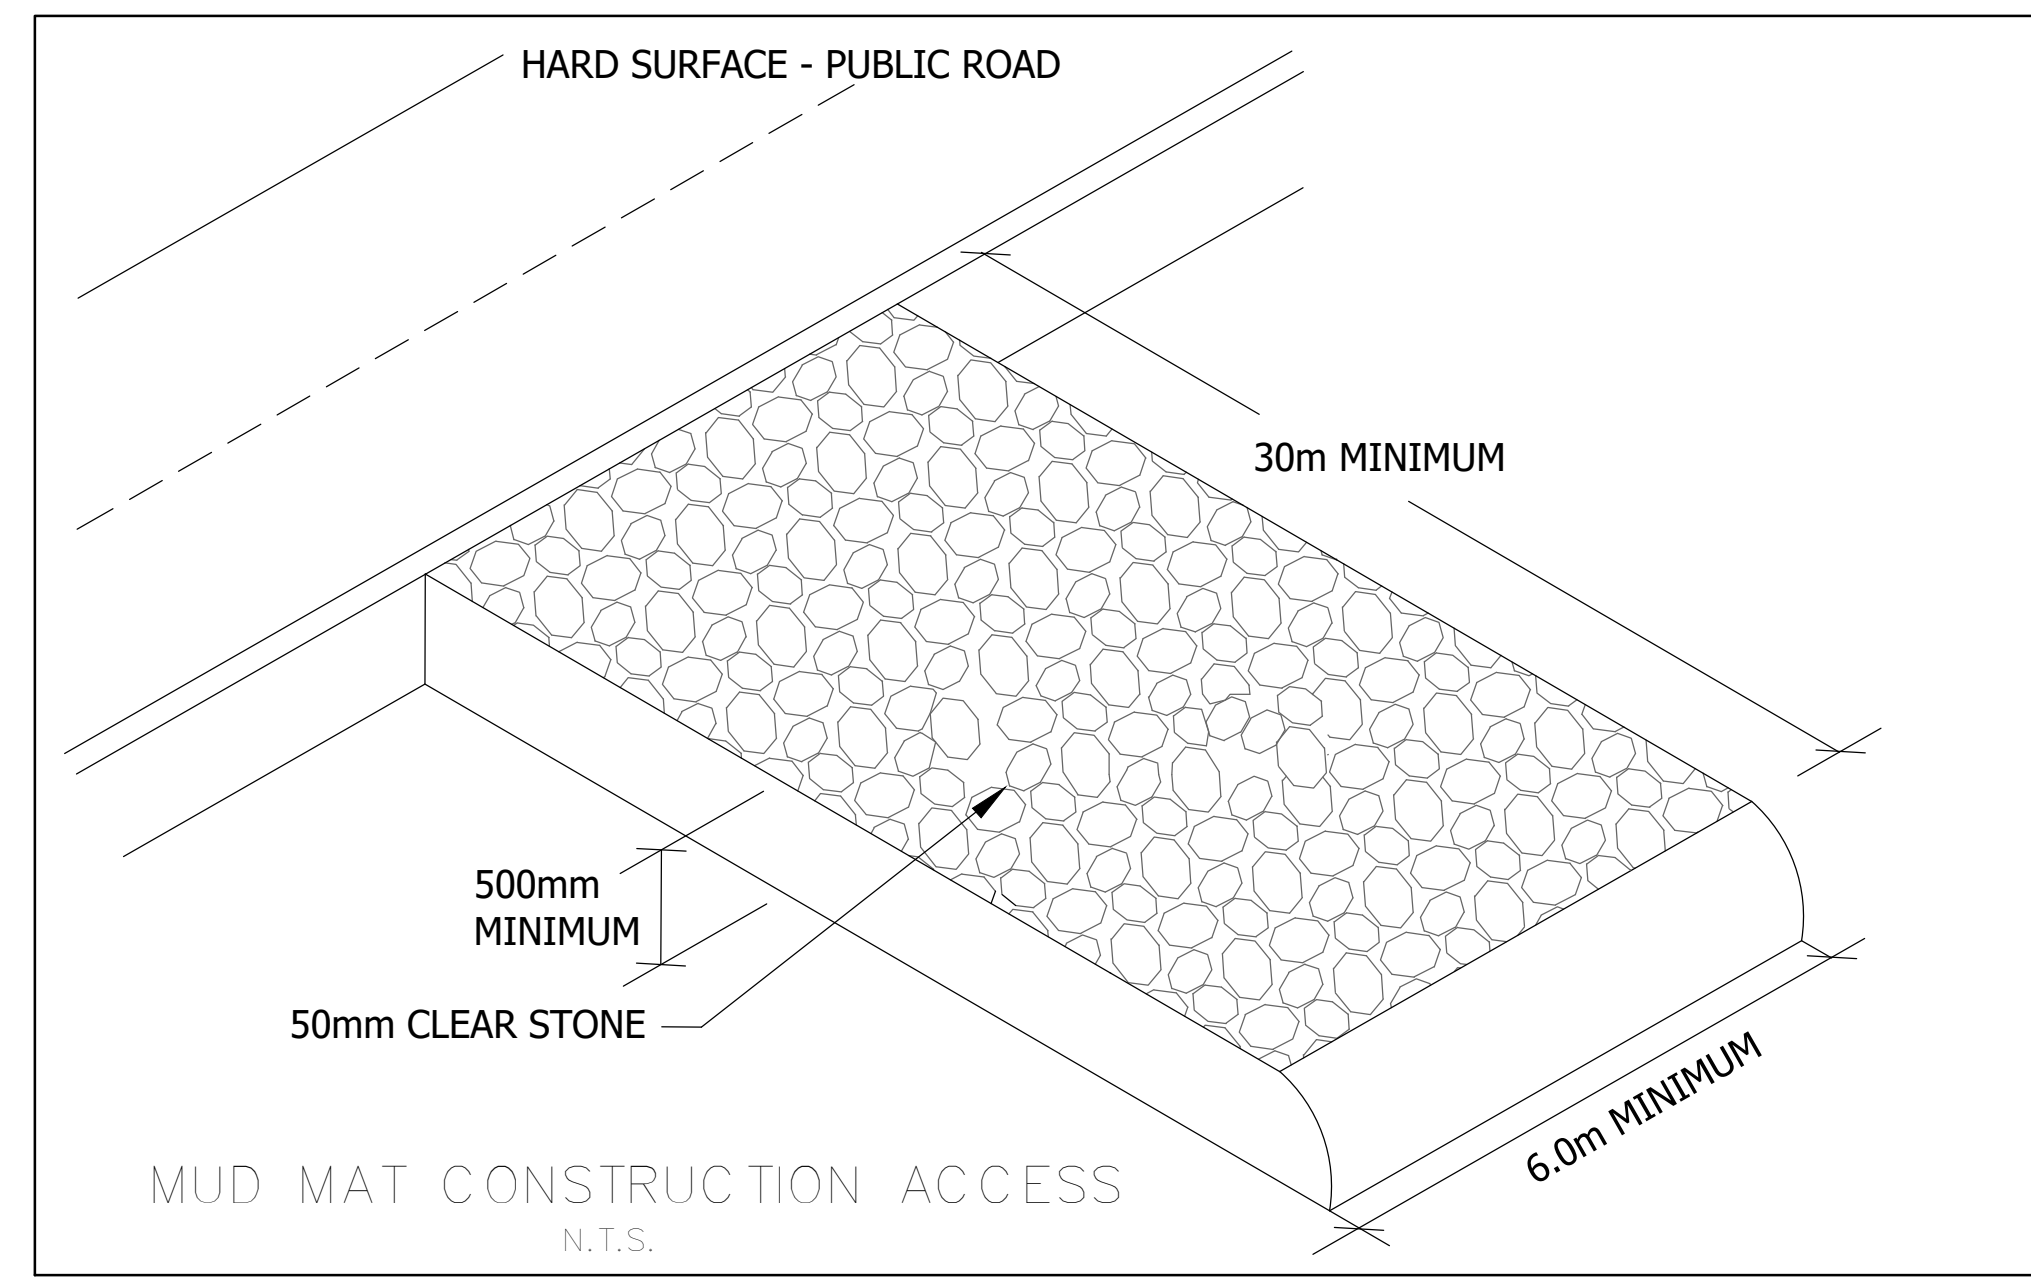 HARD SURFACE - PUBLIC ROAD
30m MINIMUM
500mm
MINIMUM
50mm CLEAR STONE
6.0m MINIMUM
MUD MAT CONSTRUCTION ACCESS
N.T.S.